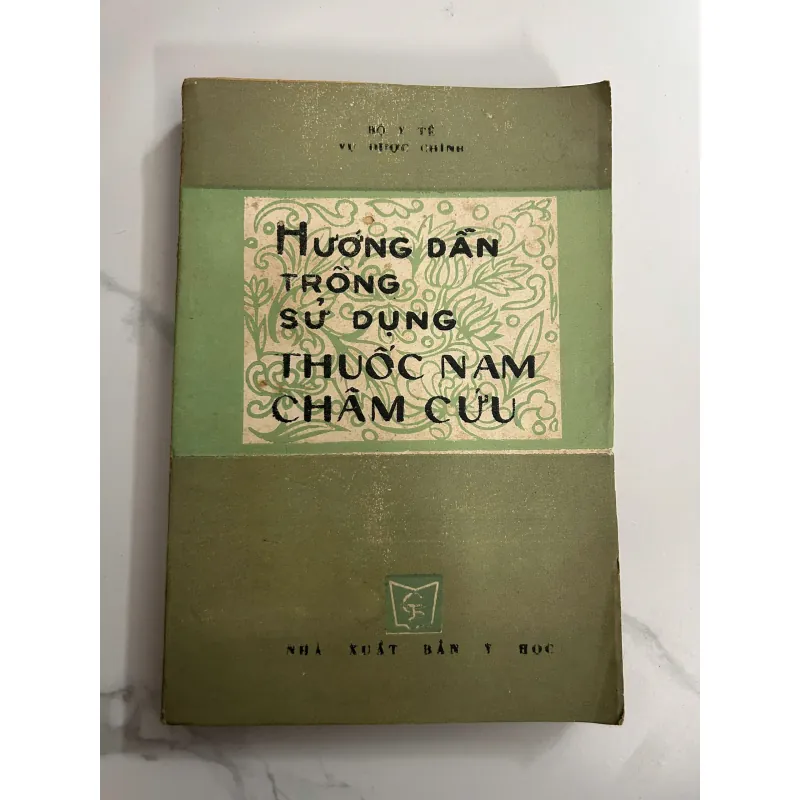 BỘ Y TẾ
VỤ DƯỢC CHÍNH
HƯỚNG DẪN
TRỒNG
SỬ DỤNG
THUỐC NAM
CHÂM CỨU
NHÀ XUẤT BẢN Y HỌC